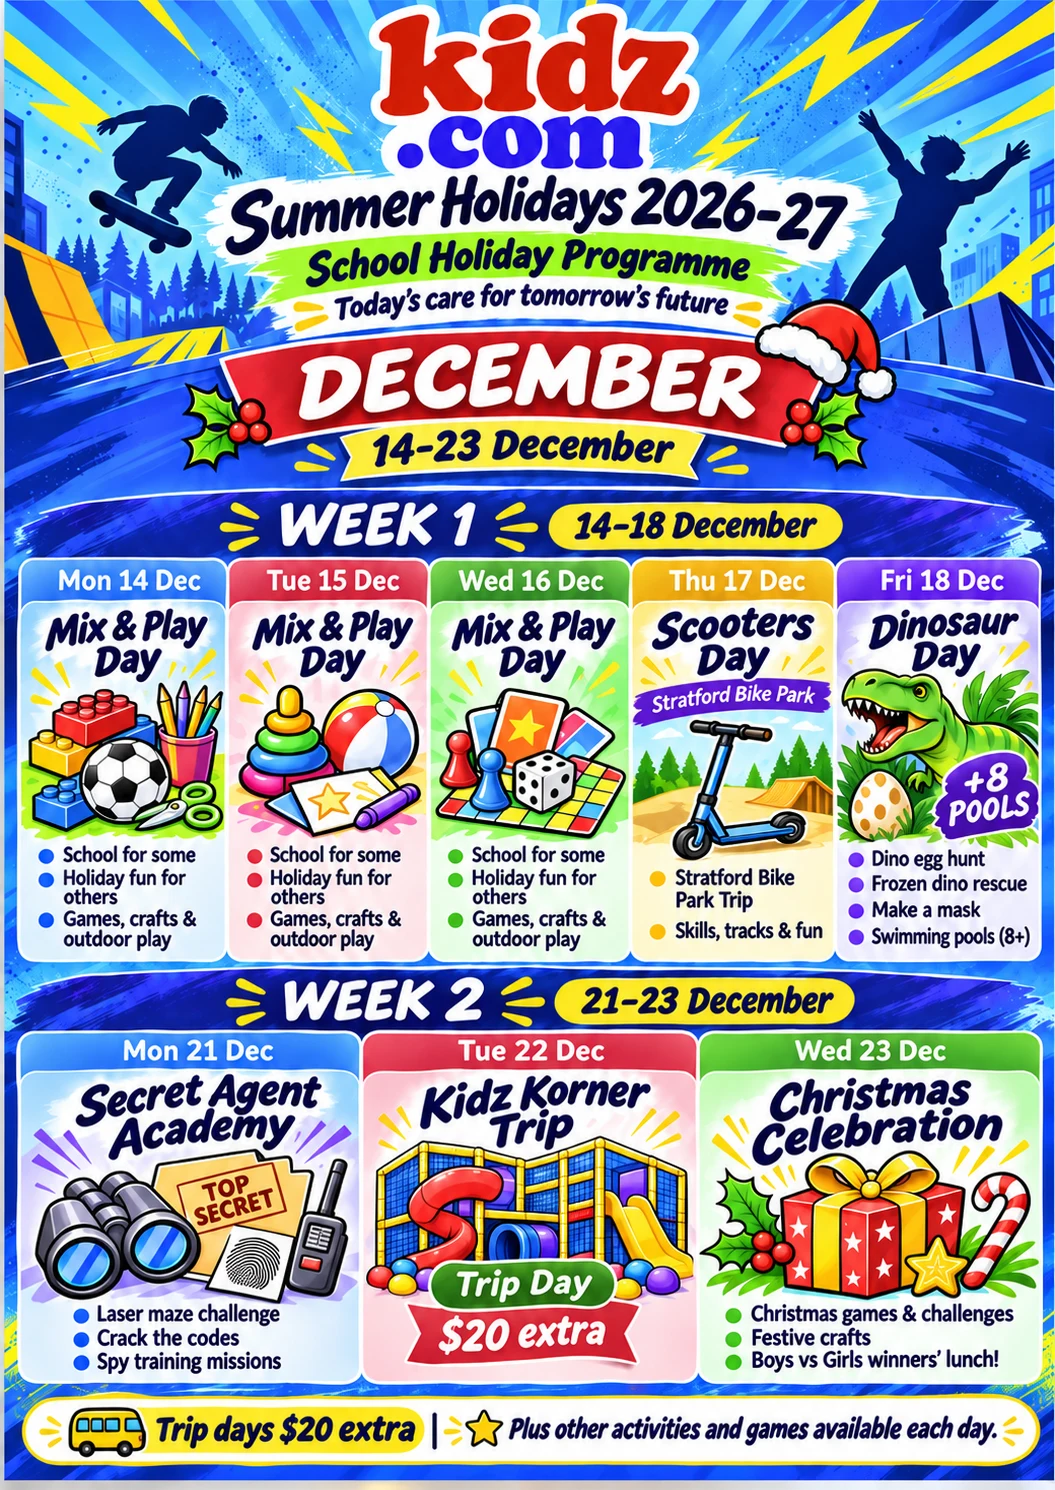 kidz
.com
Summer Holidays 2026-27
School Holiday Programme
Today's care for tomorrow's future
DECEMBER
14-23 December
WEEK 1
14-18 December
Mon 14 Dec
Mix & Play
Day
School for some
Holiday fun for
others
Games, crafts &
outdoor play
Tue 15 Dec
Mix & Play
Day
School for some
Holiday fun for
others
Games, crafts &
outdoor play
Wed 16 Dec
Mix & Play
Day
School for some
Holiday fun for
others
Games, crafts &
outdoor play
Thu 17 Dec
Scooters
Day
Stratford Bike Park
Stratford Bike
Park Trip
Skills, tracks & fun
Fri 18 Dec
Dinosaur
Day
+8
POOLS
Dino egg hunt
Frozen dino rescue
Make a mask
Swimming pools (8+)
WEEK 2
21-23 December
Mon 21 Dec
Secret Agent
Academy
TOP
SECRET
Laser maze challenge
Crack the codes
Spy training missions
Tue 22 Dec
Kidz Korner
Trip
Trip Day
$20 extra
Wed 23 Dec
Christmas
Celebration
Christmas games & challenges
Festive crafts
Boys vs Girls winners' lunch!
Trip days $20 extra
Plus other activities and games available each day.